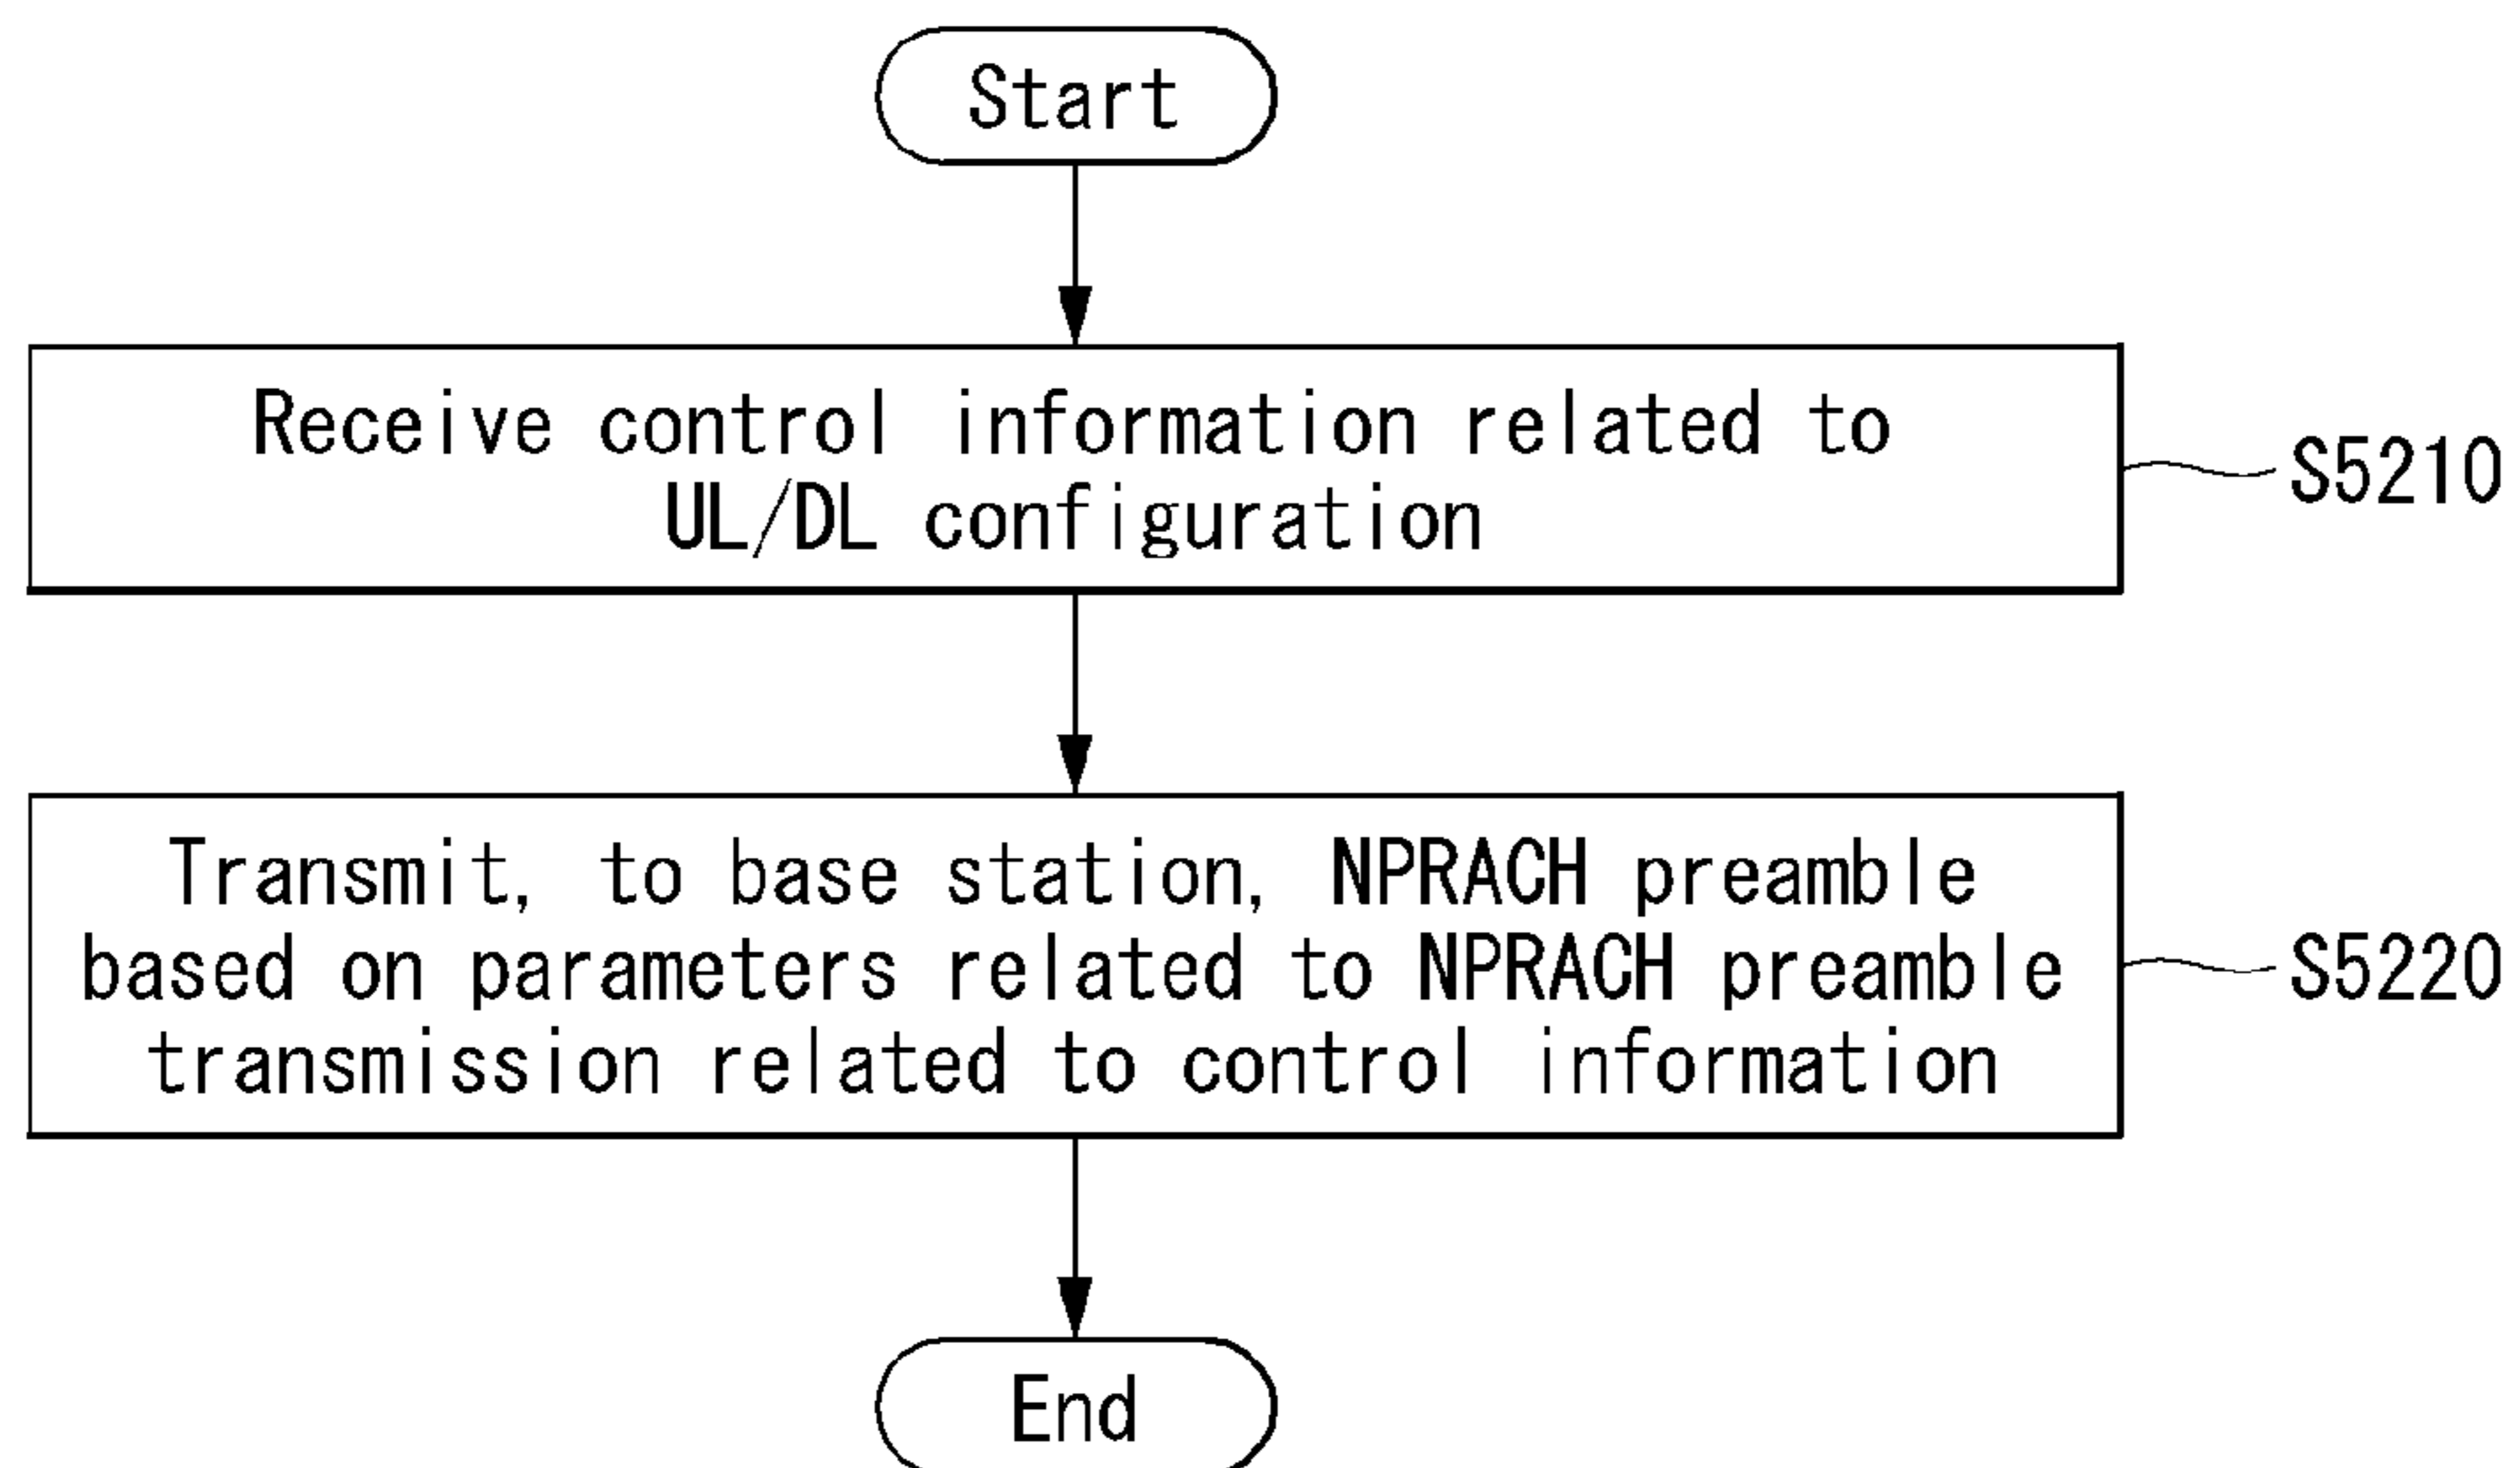 Start
Receive control information related to
UL/DL configuration
S5210
Transmit, to base station, NPRACH preamble
based on parameters related to NPRACH preamble
transmission related to control information
S5220
End